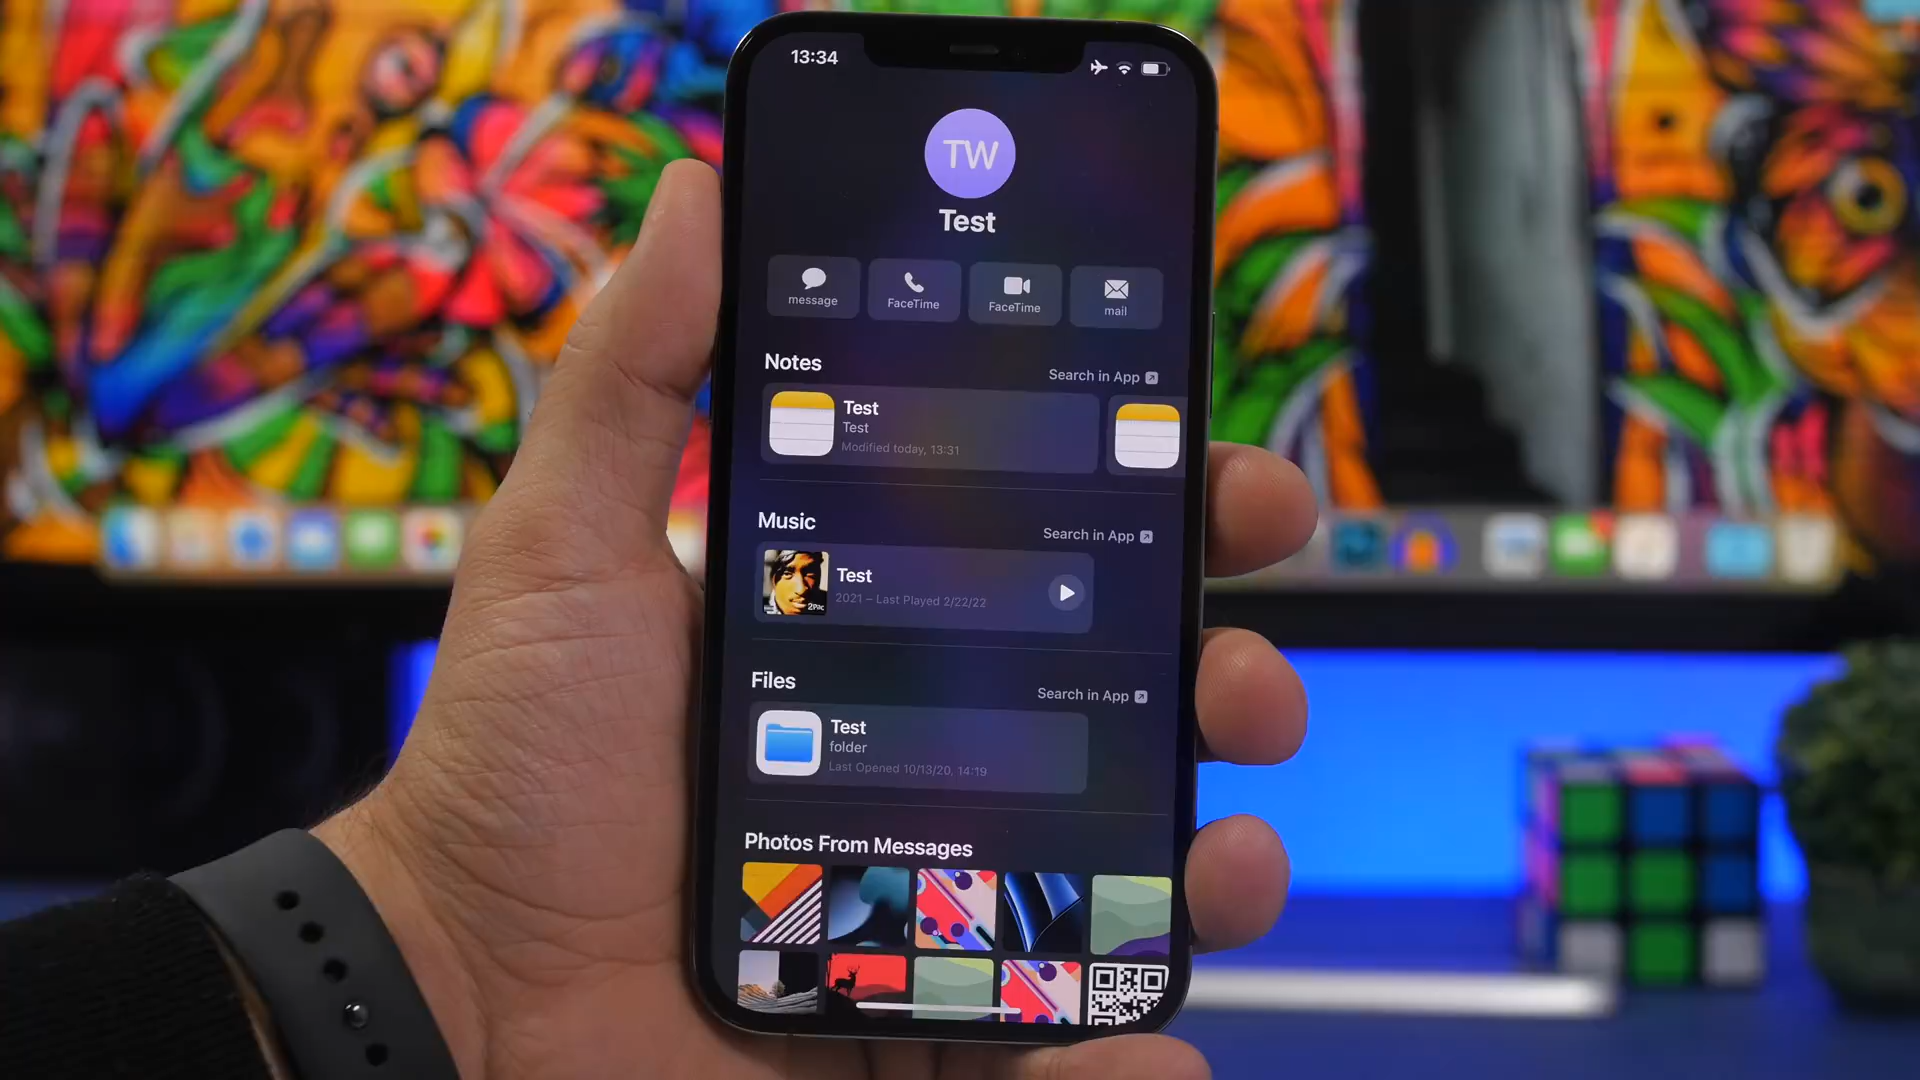 13:34
TW
Test
message
FaceTime
FaceTime
mail
Notes
Search in App
Test
Test
Modified today, 13:31
Music
Search in App
Test
2021 – Last Played 2/22/22
2Pac
Files
Search in App
Test
folder
Last Opened 10/13/20, 14:19
Photos From Messages